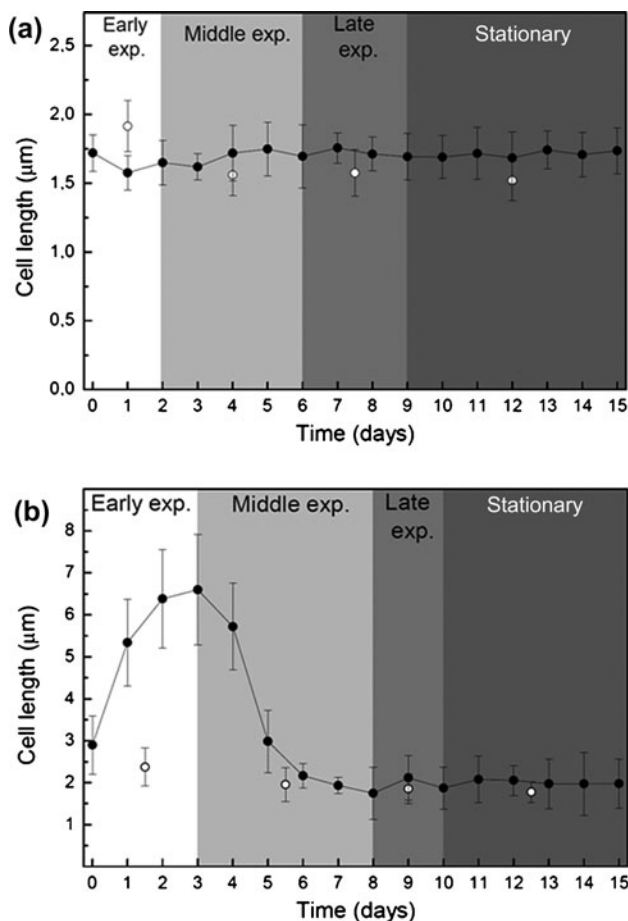 (a)
Early exp.
Middle exp.
Late exp.
Stationary
2.5
2.0
1.5
1.0
0.5
0.0
Cell length (μm)
0 1 2 3 4 5 6 7 8 9 10 11 12 13 14 15
Time (days)
(b)
Early exp.
Middle exp.
Late exp.
Stationary
8
7
6
5
4
3
2
1
Cell length (μm)
0 1 2 3 4 5 6 7 8 9 10 11 12 13 14 15
Time (days)